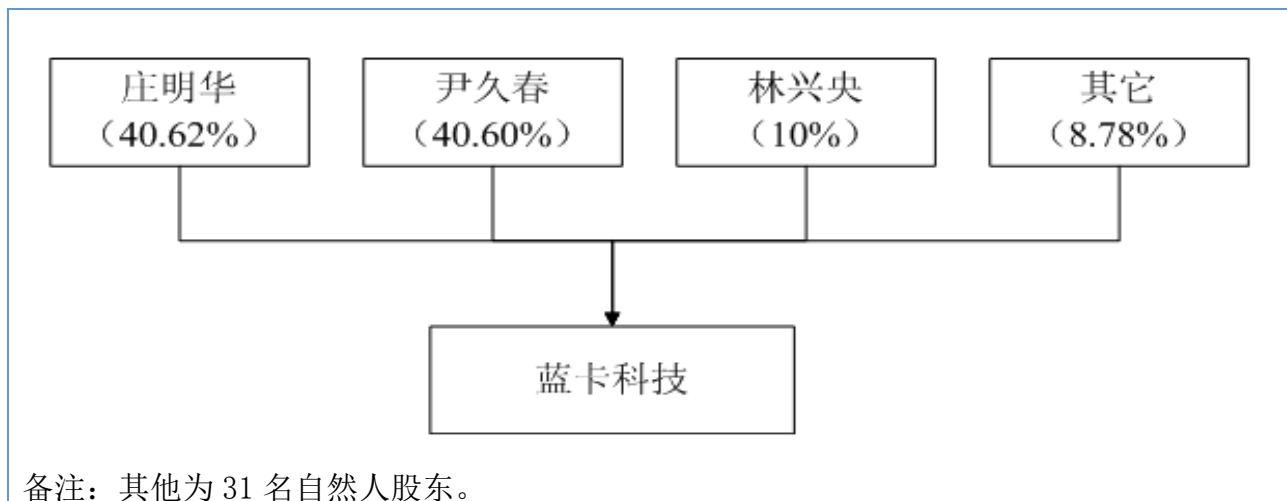 庄明华
（40.62%）
尹久春
（40.60%）
林兴央
（10%）
其它
（8.78%）
蓝卡科技
备注：其他为 31 名自然人股东。